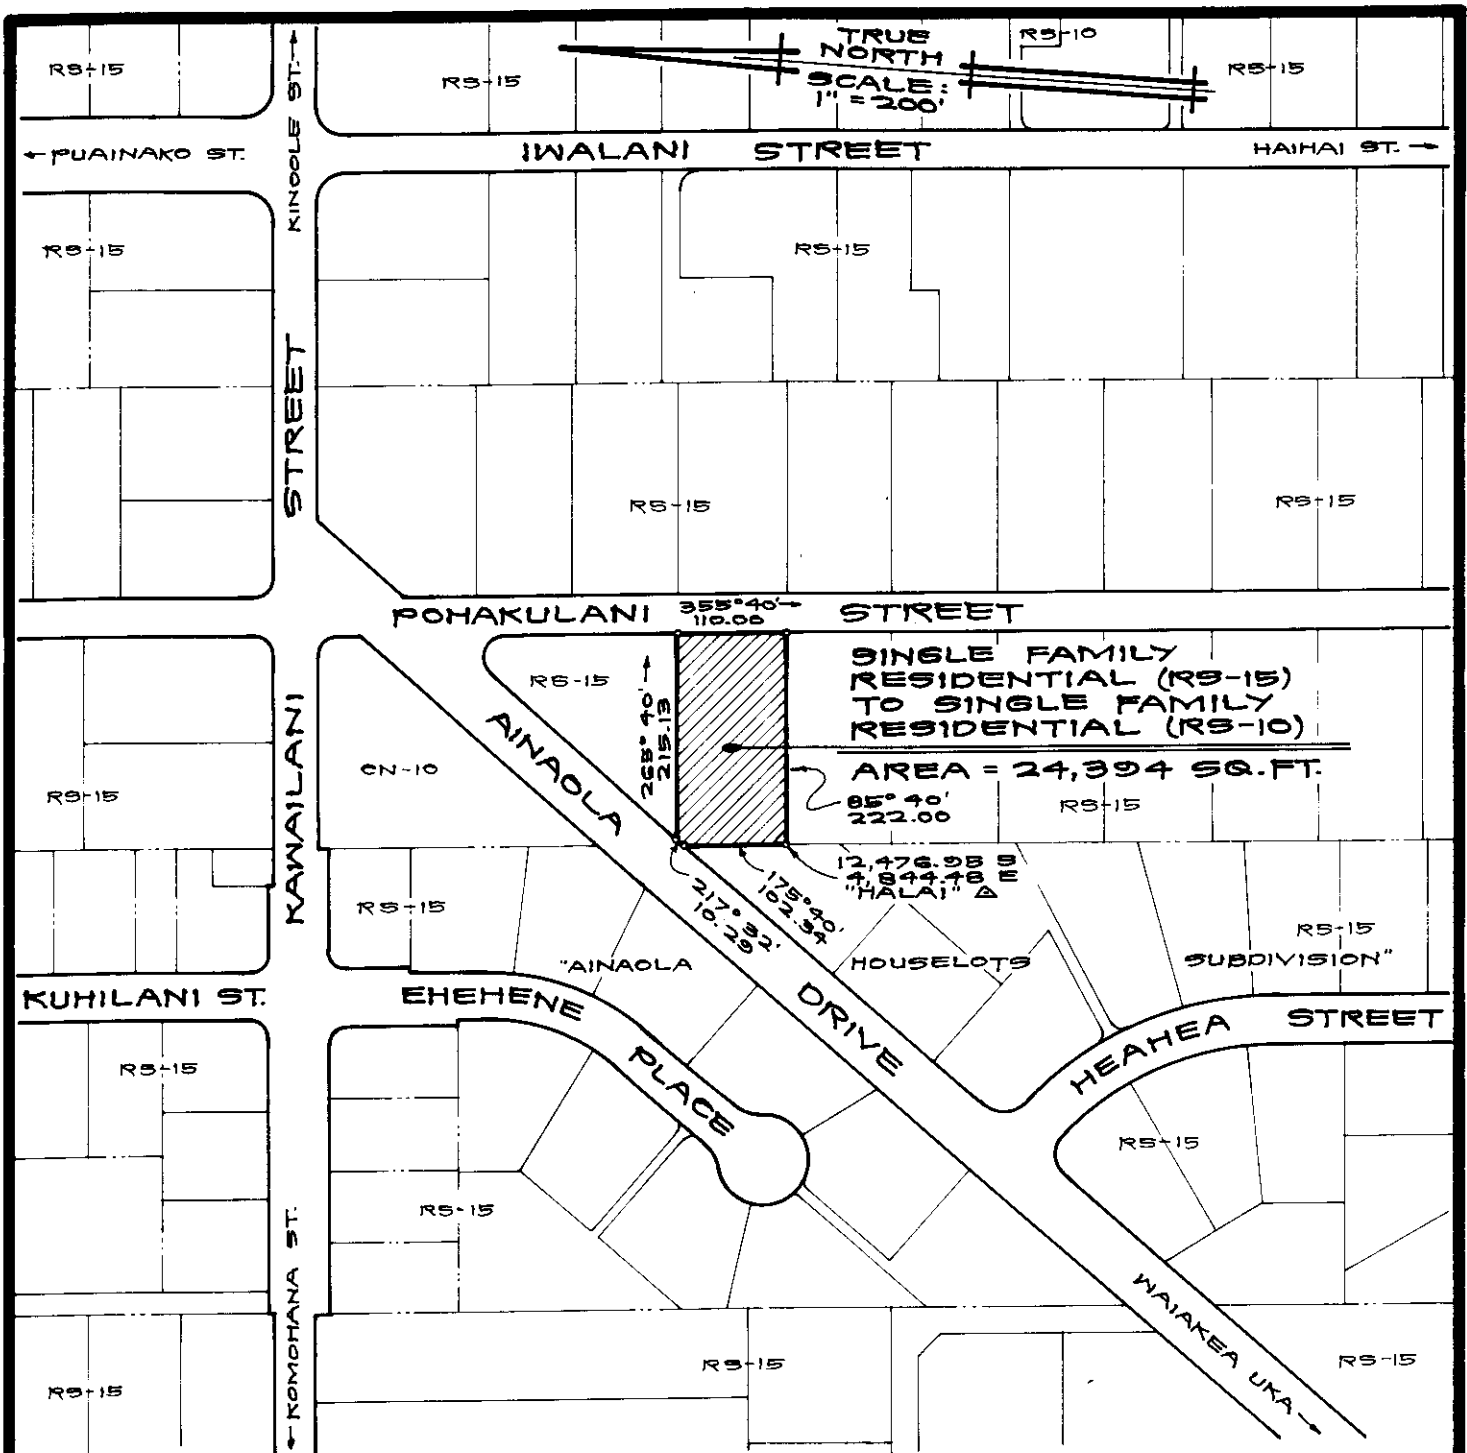 RS-15
KINOOLE ST.→
RS-15
TRUE
NORTH
SCALE:
1" = 200'
RS-10
RS-15
←PUAINAKO ST.
IWALANI STREET
HAIHAI ST. →
RS-15
RS-15
STREET
RS-15
RS-15
POHAKULANI STREET
355°40'→
110.06
RS-15
265° 40' →
215.13
SINGLE FAMILY
RESIDENTIAL (RS-15)
TO SINGLE FAMILY
RESIDENTIAL (RS-10)
AREA = 24,394 SQ.FT.
85° 40'
222.00
RS-15
KAWAILANI
CN-10
RS-15
AINAOLA
12,476.95 S
4,844.48 E
"HALAI" △
175°40'
102.34
217° 32'
10.29
RS-15
RS-15
"AINAOLA HOUSELOTS SUBDIVISION"
KUHILANI ST.
EHEHENE
PLACE
DRIVE
HEAHEA STREET
RS-15
RS-15
RS-15
←KOMOHANA ST.
WAIAKEA UKA→
RS-15
RS-15
RS-15